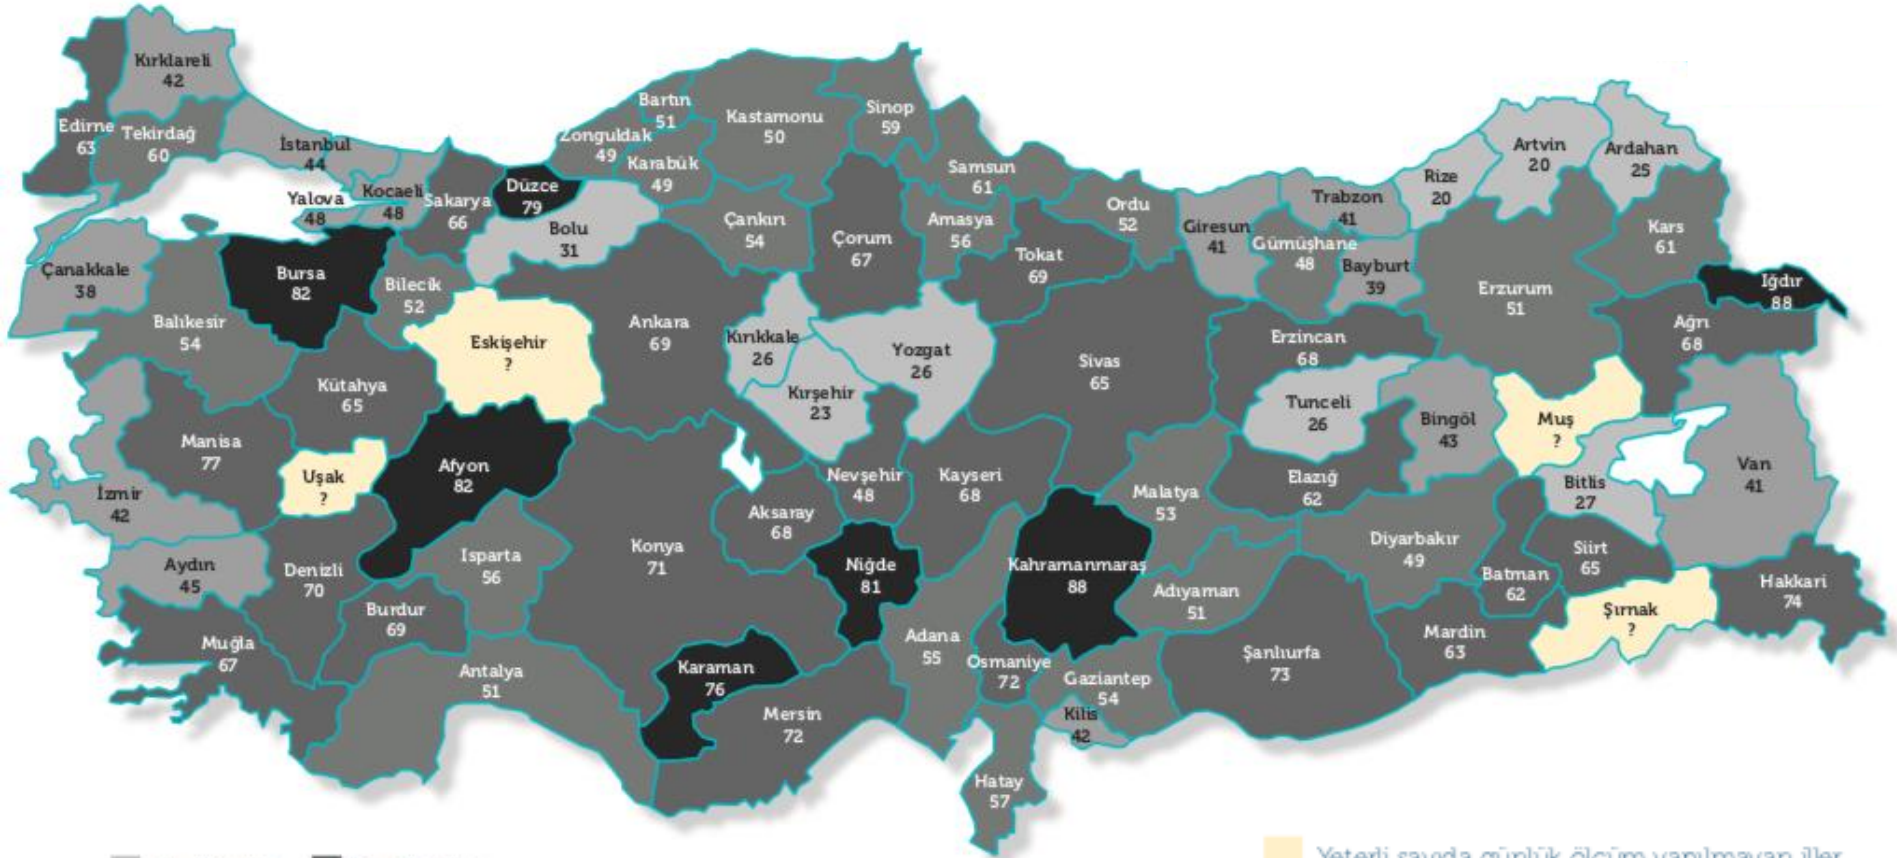 Kırklareli
42
Edirne
63
Tekirdağ
60
İstanbul
44
Yalova
48
Kocaeli
48
Sakarya
66
Düzce
79
Bolu
31
Zonguldak
49
Bartın
51
Karabük
49
Kastamonu
50
Sinop
59
Samsun
61
Çankırı
54
Çorum
67
Amasya
56
Tokat
69
Ordu
52
Giresun
41
Gümüşhane
48
Trabzon
41
Bayburt
39
Rize
20
Artvin
20
Ardahan
25
Kars
61
Iğdır
88
Ağrı
68
Erzurum
51
Erzincan
68
Çanakkale
38
Balıkesir
54
Bursa
82
Bilecik
52
Eskişehir
?
Ankara
69
Kırıkkale
26
Kırşehir
23
Yozgat
26
Sivas
65
Tunceli
26
Bingöl
43
Muş
?
Bitlis
27
Van
41
Kütahya
65
Manisa
77
Uşak
?
Afyon
82
İzmir
42
Aydın
45
Denizli
70
Isparta
56
Burdur
69
Muğla
67
Antalya
51
Konya
71
Aksaray
68
Nevşehir
48
Kayseri
68
Niğde
81
Karaman
76
Mersin
72
Adana
55
Osmaniye
72
Hatay
57
Kahramanmaraş
88
Malatya
53
Elazığ
62
Adıyaman
51
Gaziantep
54
Kilis
42
Şanlıurfa
73
Diyarbakır
49
Mardin
63
Batman
62
Siirt
65
Şırnak
?
Hakkari
74
Yeterli sayıda günlük ölçüm yapılmayan iller